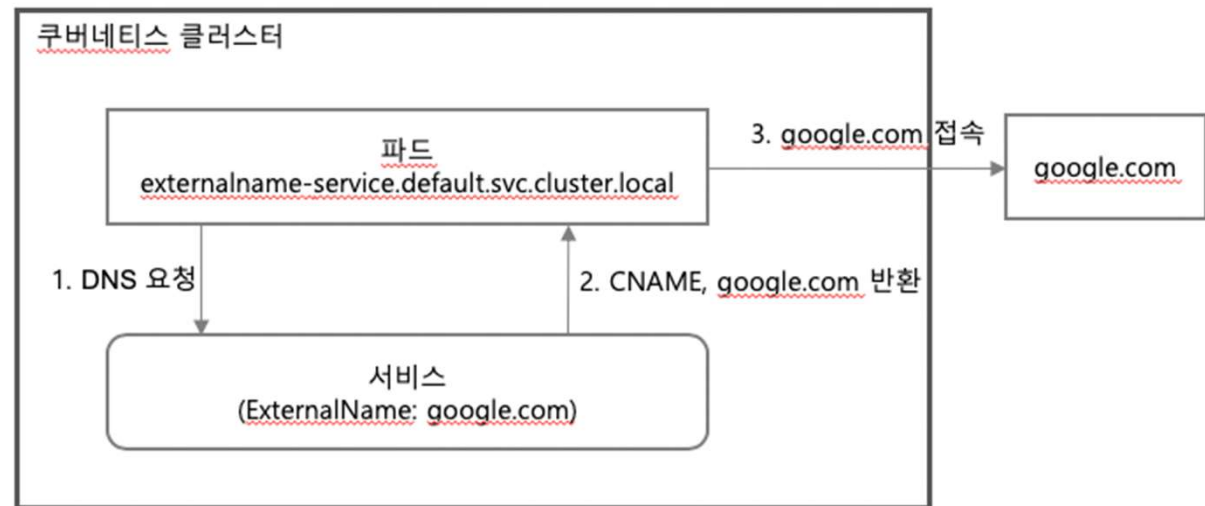 쿠버네티스 클러스터
파드
externalname-service.default.svc.cluster.local
3. google.com 접속
google.com
1. DNS 요청
2. CNAME, google.com 반환
서비스
(ExternalName: google.com)